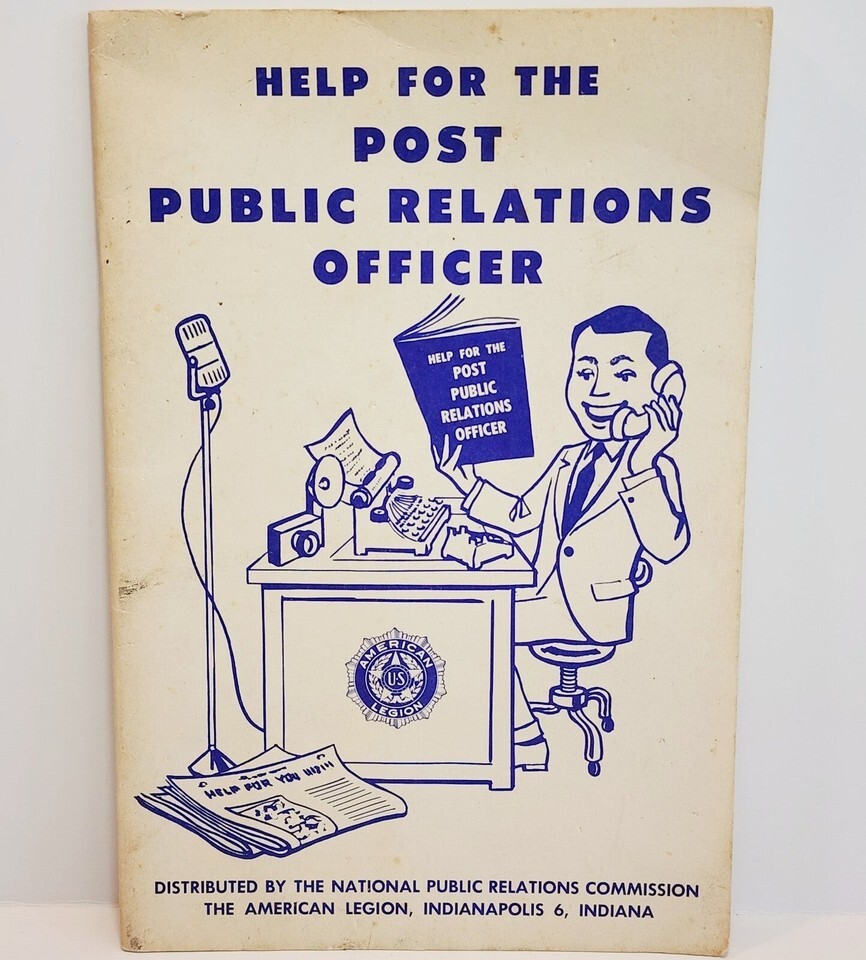 HELP FOR THE
POST
PUBLIC RELATIONS
OFFICER
HELP FOR THE
POST
PUBLIC
RELATIONS
OFFICER
AMERICAN
U·S
LEGION
HELP FOR YOU !!!?!!!
DISTRIBUTED BY THE NATIONAL PUBLIC RELATIONS COMMISSION
THE AMERICAN LEGION, INDIANAPOLIS 6, INDIANA